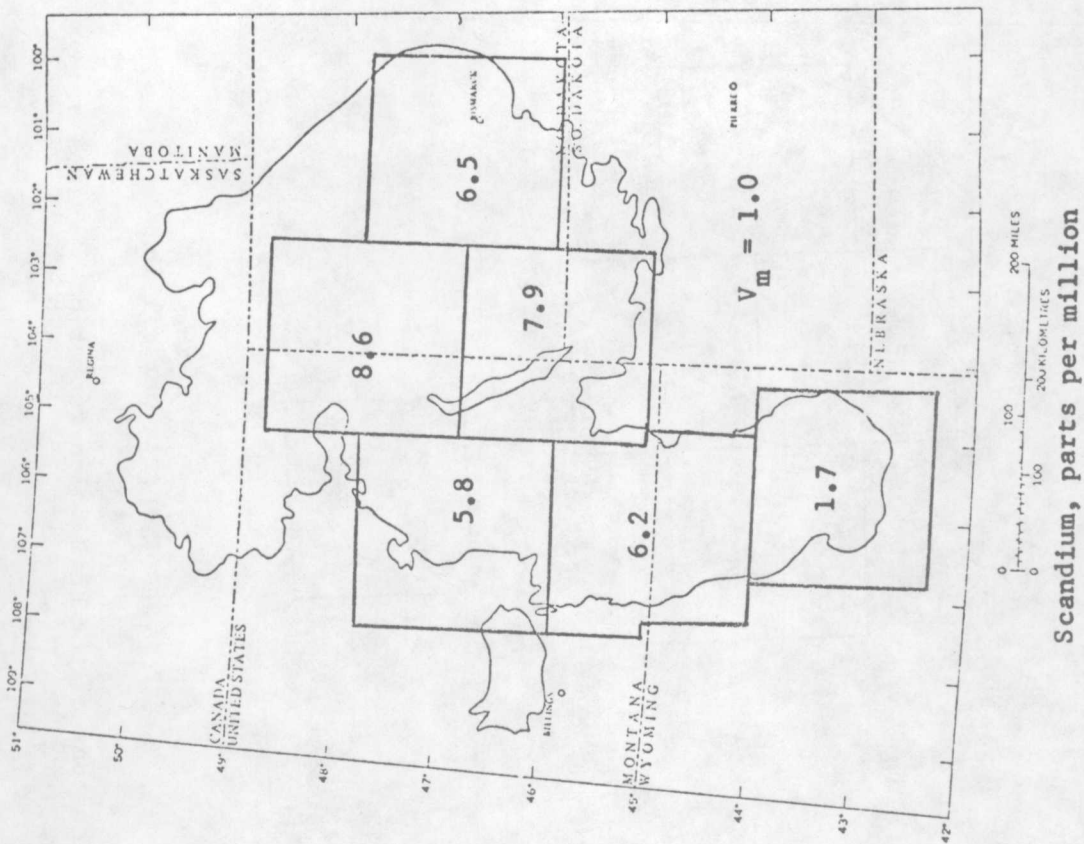 109° 108° 107° 106° 105° 104° 103° 102° 101° 100°
51°
50°
49°
48°
47°
46°
45°
44°
43°
42°
REGINA
SASKATCHEWAN
MANITOBA
CANADA
UNITED STATES
8.6
5.8
6.5
BISMARCK
7.9
NO. DAKOTA
SO. DAKOTA
BILLINGS
6.2
MONTANA
WYOMING
PIERRE
V_m = 1.0
1.7
NEBRASKA
0 100 200 MILES
0 100 200 KILOMETRES
Scandium, parts per million